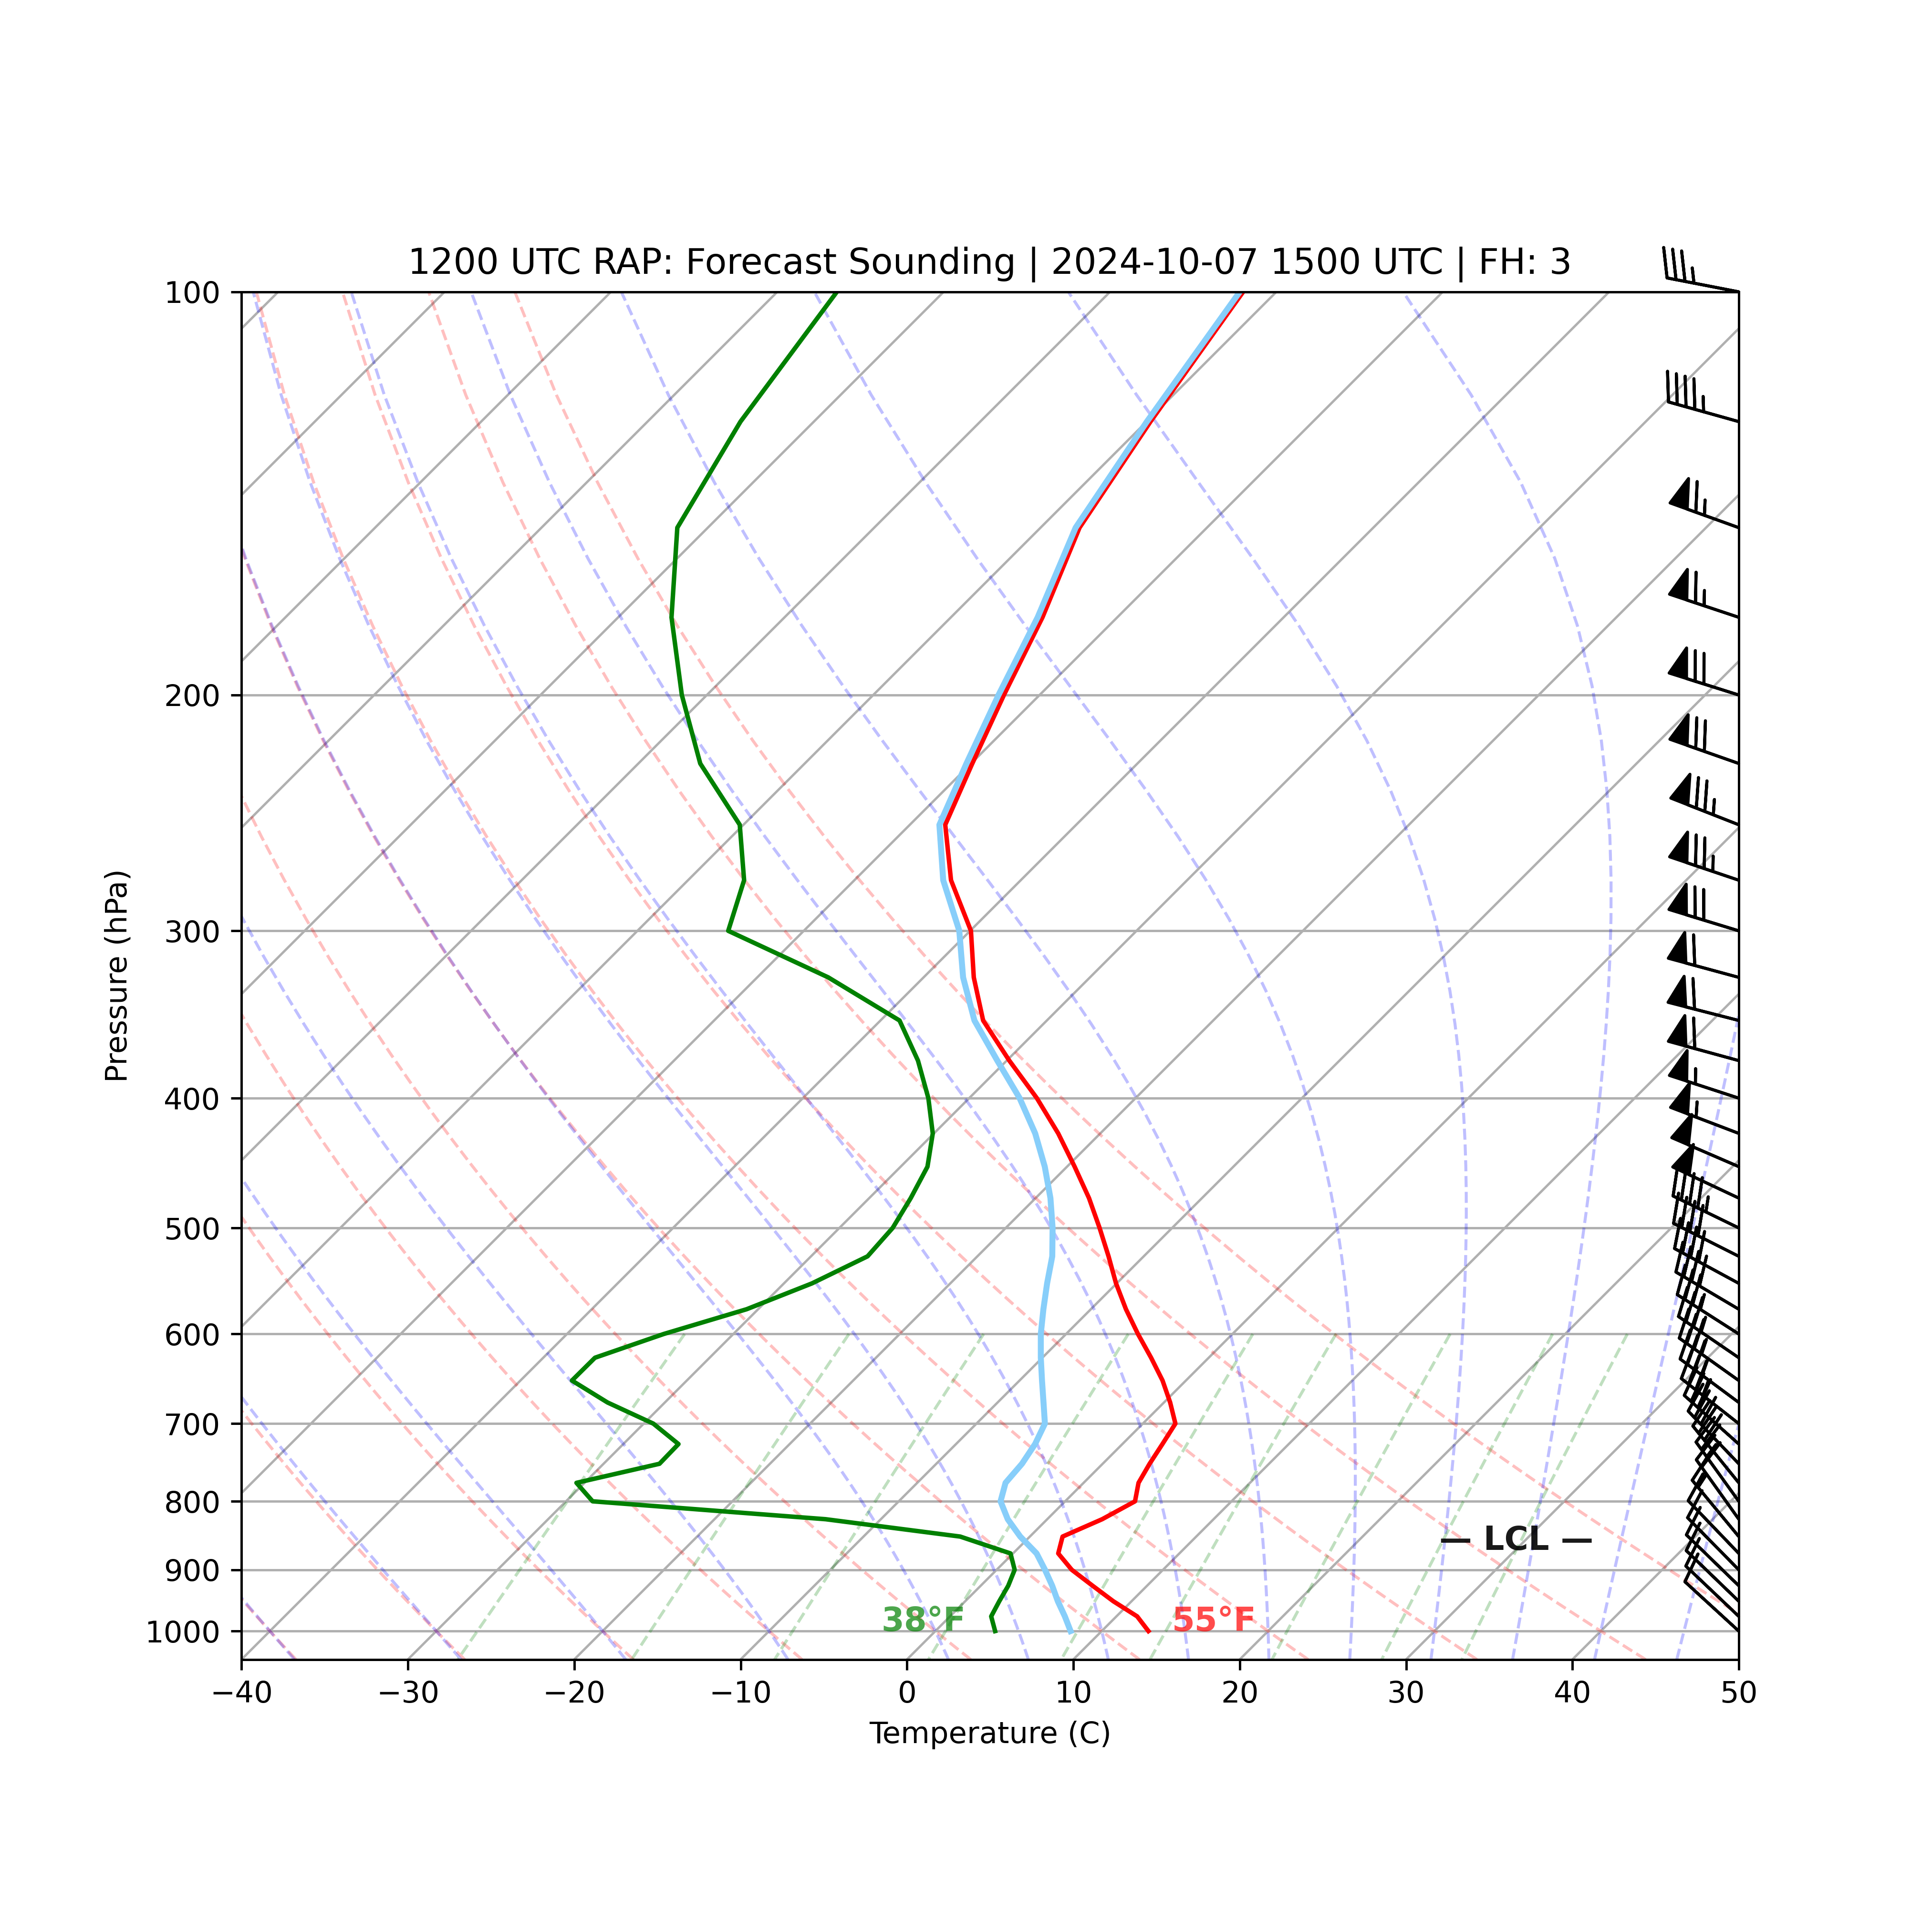 1200 UTC RAP: Forecast Sounding | 2024-10-07 1500 UTC | FH: 3
100
200
300
400
500
600
700
800
900
1000
Pressure (hPa)
— LCL —
38°F
55°F
−40 −30 −20 −10 0 10 20 30 40 50
Temperature (C)